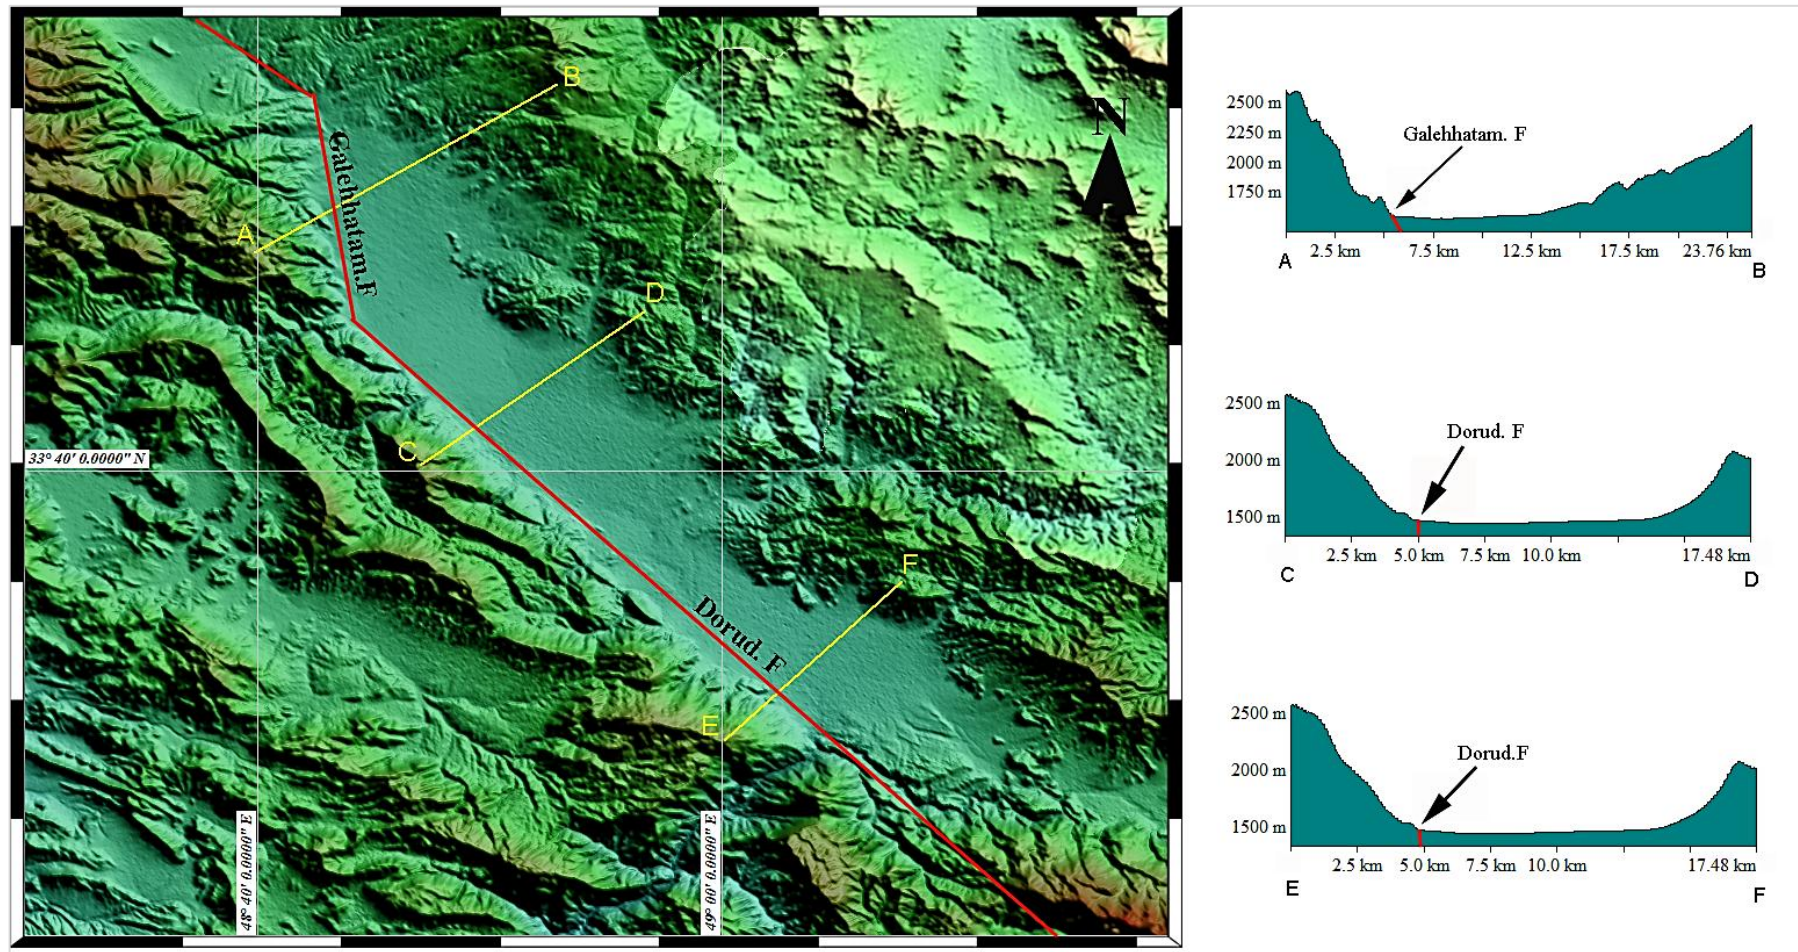 B
N
Galehhatam.F
A
D
C
33° 40' 0.0000" N
F
Dorud. F
E
48° 40' 0.0000" E
49° 00' 0.0000" E
2500 m
2250 m
2000 m
1750 m
Galehhatam. F
2.5 km 7.5 km 12.5 km 17.5 km 23.76 km
A B
2500 m
2000 m
1500 m
Dorud. F
2.5 km 5.0 km 7.5 km 10.0 km 17.48 km
C D
2500 m
2000 m
1500 m
Dorud.F
2.5 km 5.0 km 7.5 km 10.0 km 17.48 km
E F